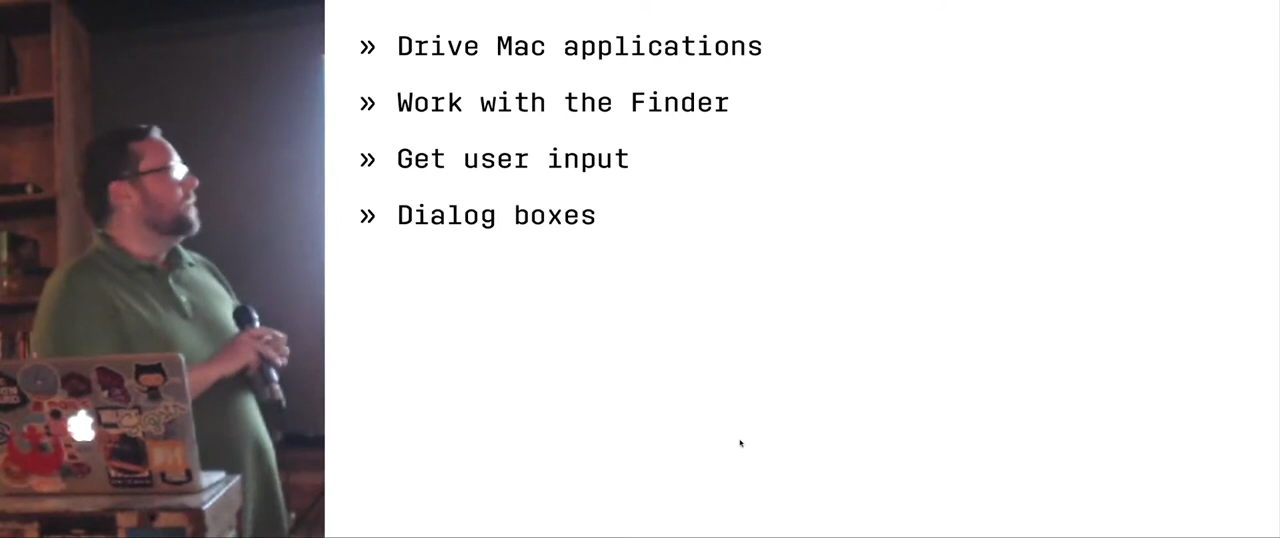 » Drive Mac applications
» Work with the Finder
» Get user input
» Dialog boxes